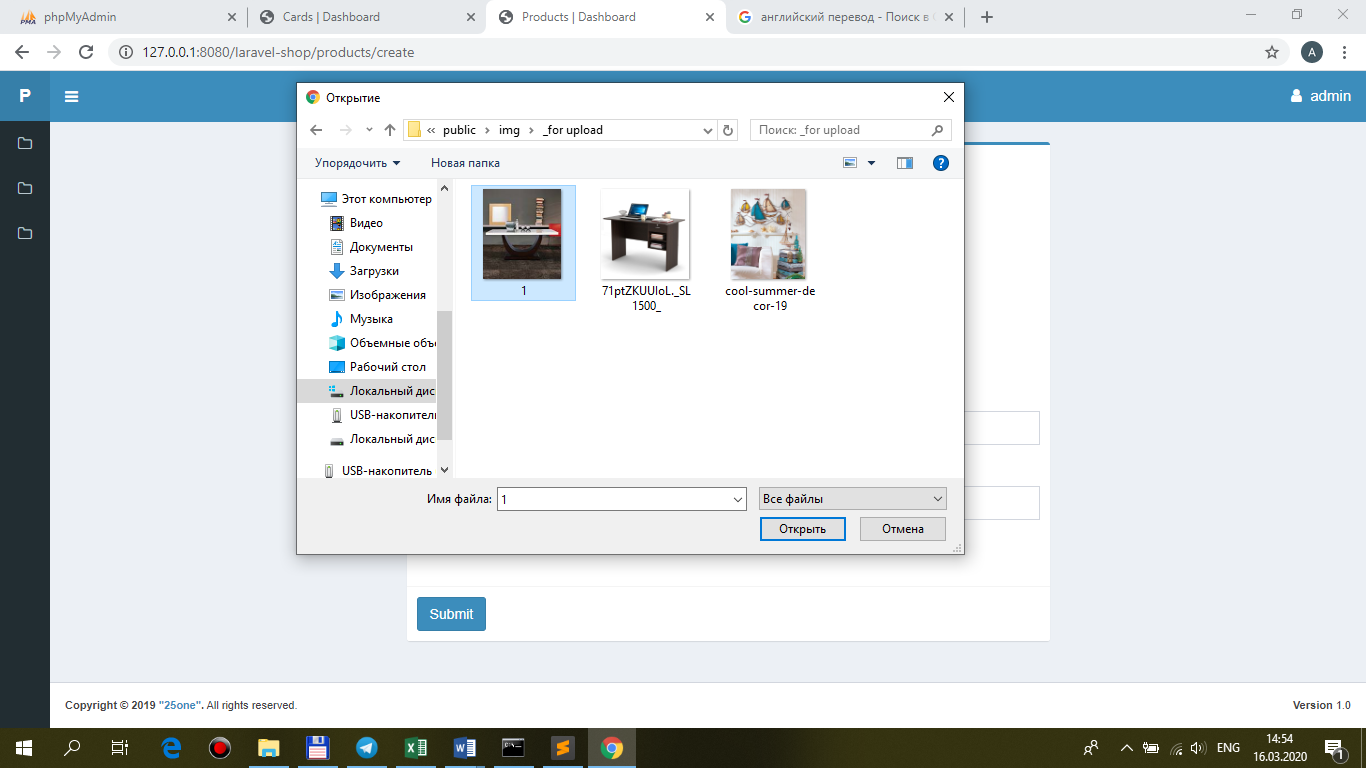 phpMyAdmin
Cards | Dashboard
Products | Dashboard
английский перевод - Поиск в
127.0.0.1:8080/laravel-shop/products/create
A
P
admin
Открытие
« public › img › _for upload
Поиск: _for upload
Упорядочить
Новая папка
?
Этот компьютер
Видео
Документы
Загрузки
Изображения
Музыка
Объемные объ
Рабочий стол
Локальный дис
USB-накопител
Локальный дис
USB-накопитель
1
71ptZKUUIoL._SL
1500_
cool-summer-de
cor-19
Имя файла:
1
Все файлы
Открыть
Отмена
Submit
Copyright © 2019 "25one". All rights reserved.
Version 1.0
ENG
14:54
16.03.2020
1